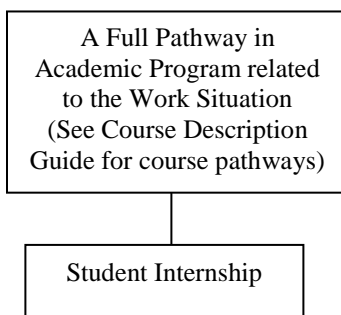 A Full Pathway in
Academic Program related
to the Work Situation
(See Course Description
Guide for course pathways)
Student Internship